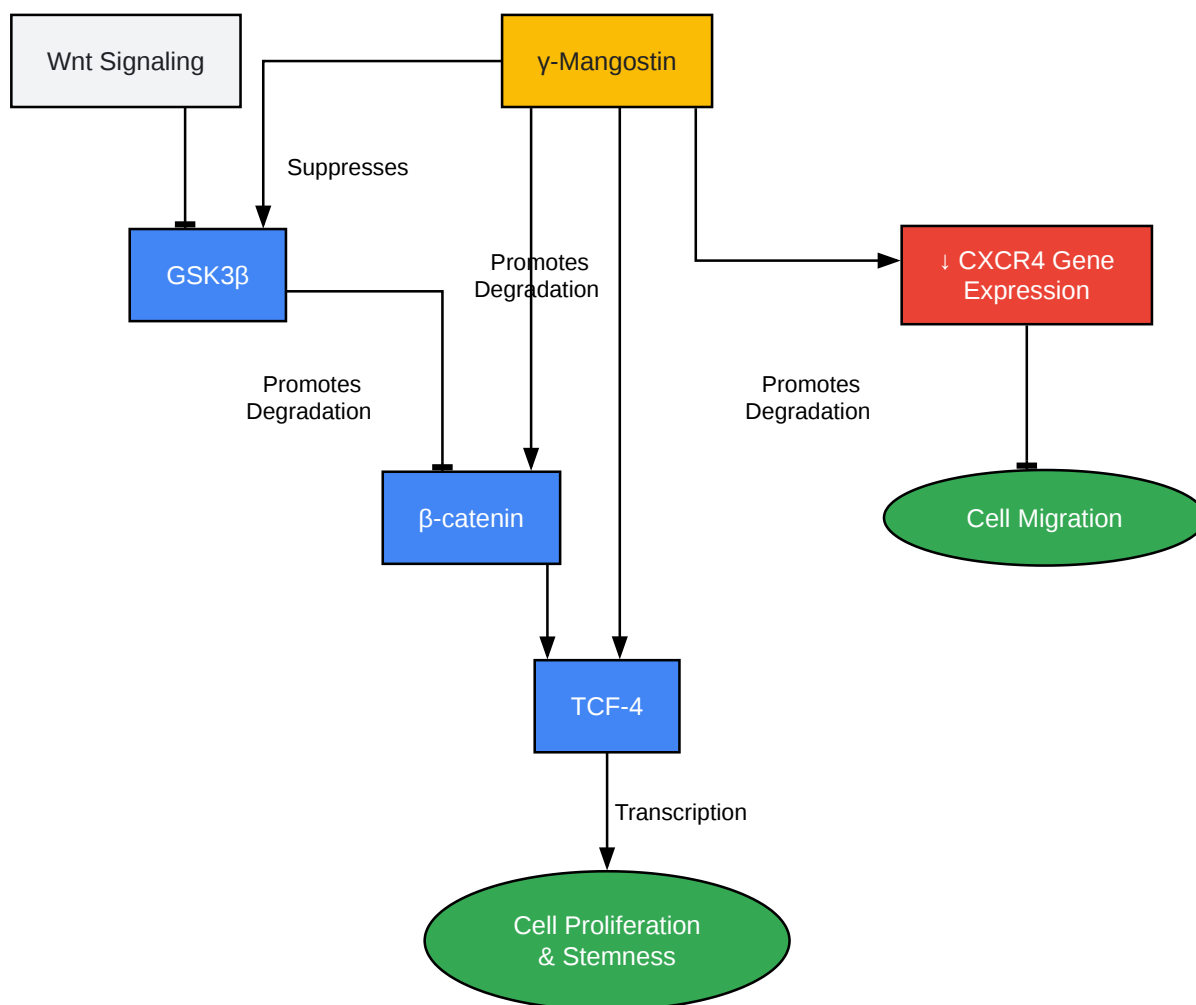 Wnt Signaling
γ-Mangostin
Suppresses
GSK3β
Promotes
Degradation
↓ CXCR4 Gene
Expression
Promotes
Degradation
Promotes
Degradation
β-catenin
Cell Migration
TCF-4
Transcription
Cell Proliferation
& Stemness